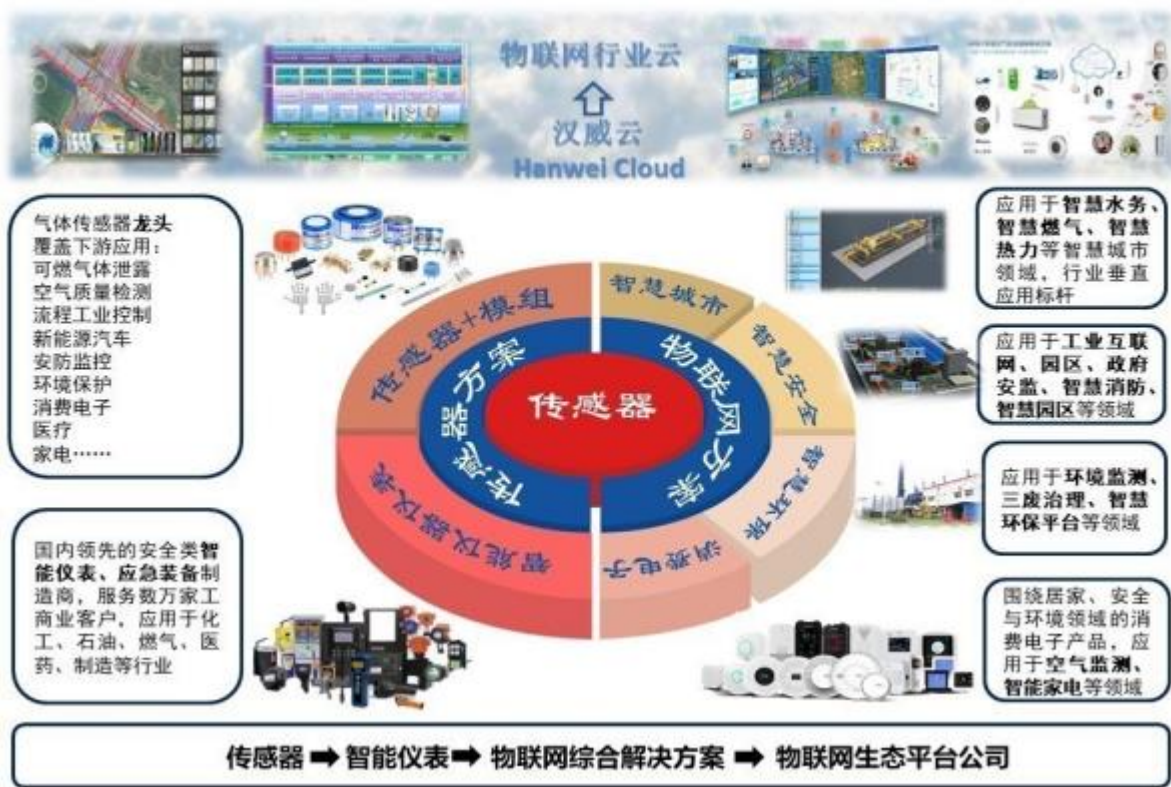 物联网行业云
汉威云
Hanwei Cloud
气体传感器龙头
覆盖下游应用：
可燃气体泄露
空气质量检测
流程工业控制
新能源汽车
安防监控
环境保护
消费电子
医疗
家电……
国内领先的安全类智
能仪表、应急装备制
造商，服务数万家工
商业客户，应用于化
工、石油、燃气、医
药、制造等行业
传感器+模组
智能仪器仪表
传感器方案
传感器
物联网方案
智慧城市
智慧安全
智慧环保
消费电子
应用于智慧水务、
智慧燃气、智慧
热力等智慧城市
领域，行业垂直
应用标杆
应用于工业互联
网、园区、政府
安监、智慧消防、
智慧园区等领域
应用于环境监测、
三废治理、智慧
环保平台等领域
围绕居家、安全
与环境领域的消
费电子产品，应
用于空气监测、
智能家电等领域
传感器➡智能仪表➡物联网综合解决方案➡物联网生态平台公司